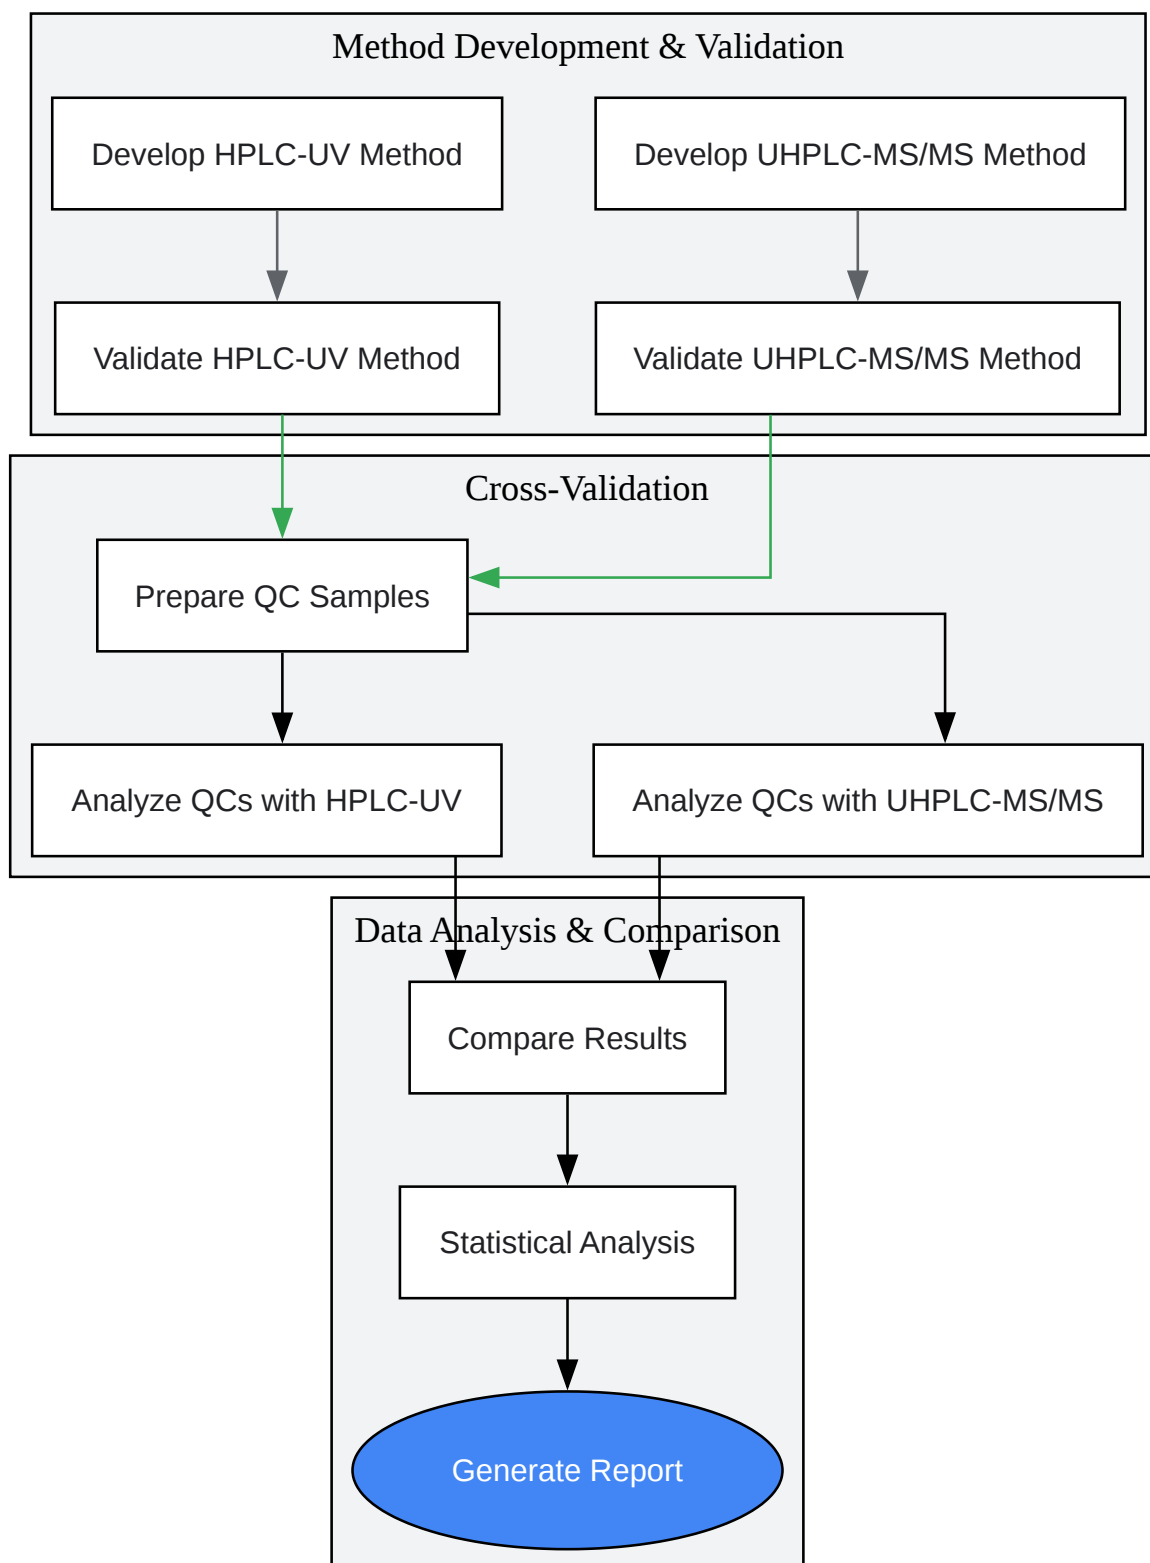 Method Development & Validation
Develop HPLC-UV Method
Develop UHPLC-MS/MS Method
Validate HPLC-UV Method
Validate UHPLC-MS/MS Method
Cross-Validation
Prepare QC Samples
Analyze QCs with HPLC-UV
Analyze QCs with UHPLC-MS/MS
Data Analysis & Comparison
Compare Results
Statistical Analysis
Generate Report